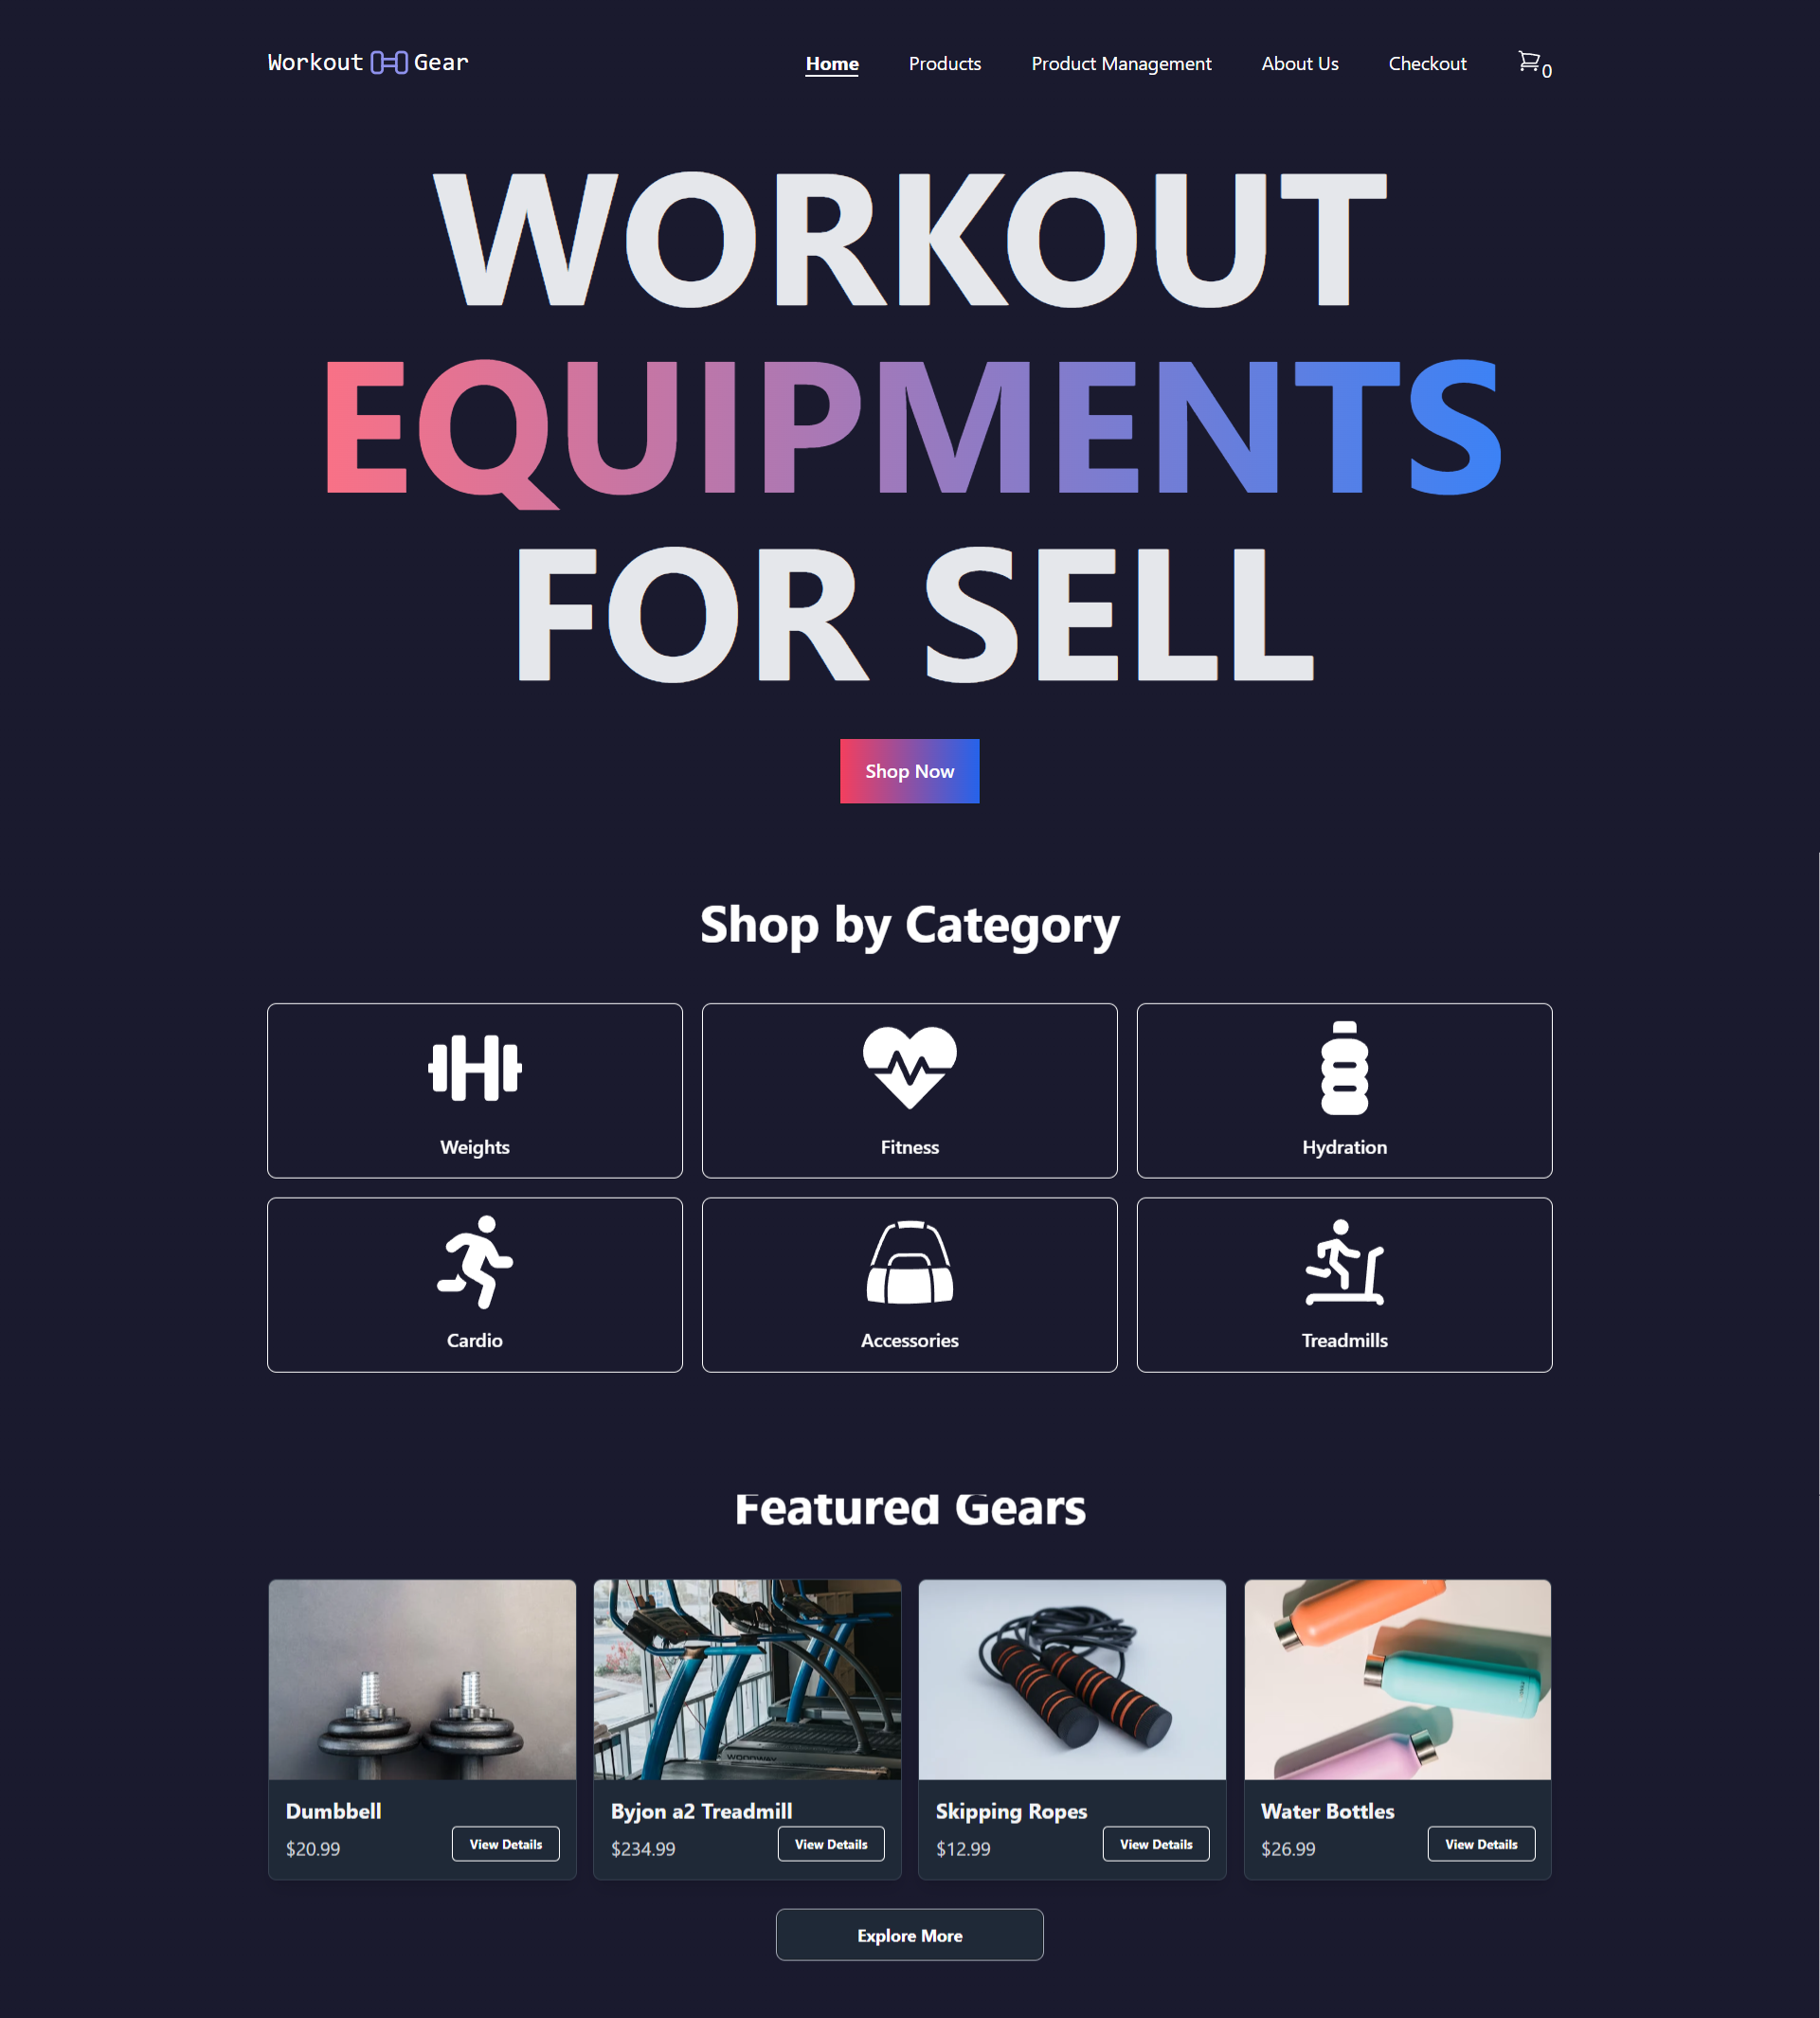 Workout Gear
Home Products Product Management About Us Checkout 0
WORKOUT
EQUIPMENTS
FOR SELL
Shop Now
Shop by Category
Weights Fitness Hydration
Cardio Accessories Treadmills
Featured Gears
WOODWAY
Dumbbell Byjon a2 Treadmill Skipping Ropes Water Bottles
$20.99 View Details $234.99 View Details $12.99 View Details $26.99 View Details
Explore More